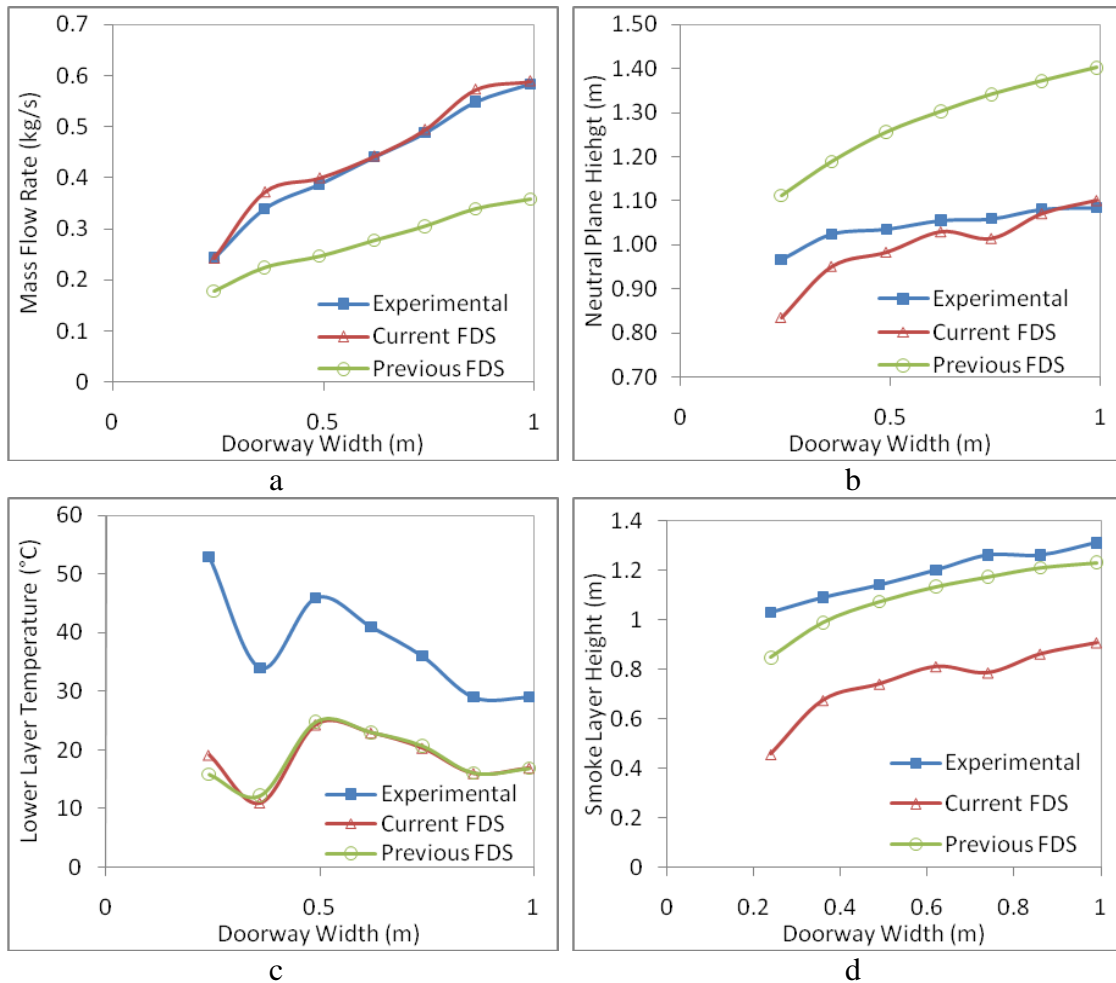 0.7
0.6
0.5
0.4
0.3
0.2
0.1
0
Mass Flow Rate (kg/s)
Experimental
Current FDS
Previous FDS
0 0.5 1
Doorway Width (m)
a
1.50
1.40
1.30
1.20
1.10
1.00
0.90
0.80
0.70
Neutral Plane Hiehgt (m)
Experimental
Current FDS
Previous FDS
0 0.5 1
Doorway Width (m)
b
60
50
40
30
20
10
0
Lower Layer Temperature (°C)
Experimental
Current FDS
Previous FDS
0 0.5 1
Doorway Width (m)
c
1.4
1.2
1
0.8
0.6
0.4
0.2
0
Smoke Layer Height (m)
Experimental
Current FDS
Previous FDS
0 0.2 0.4 0.6 0.8 1
Doorway Width (m)
d